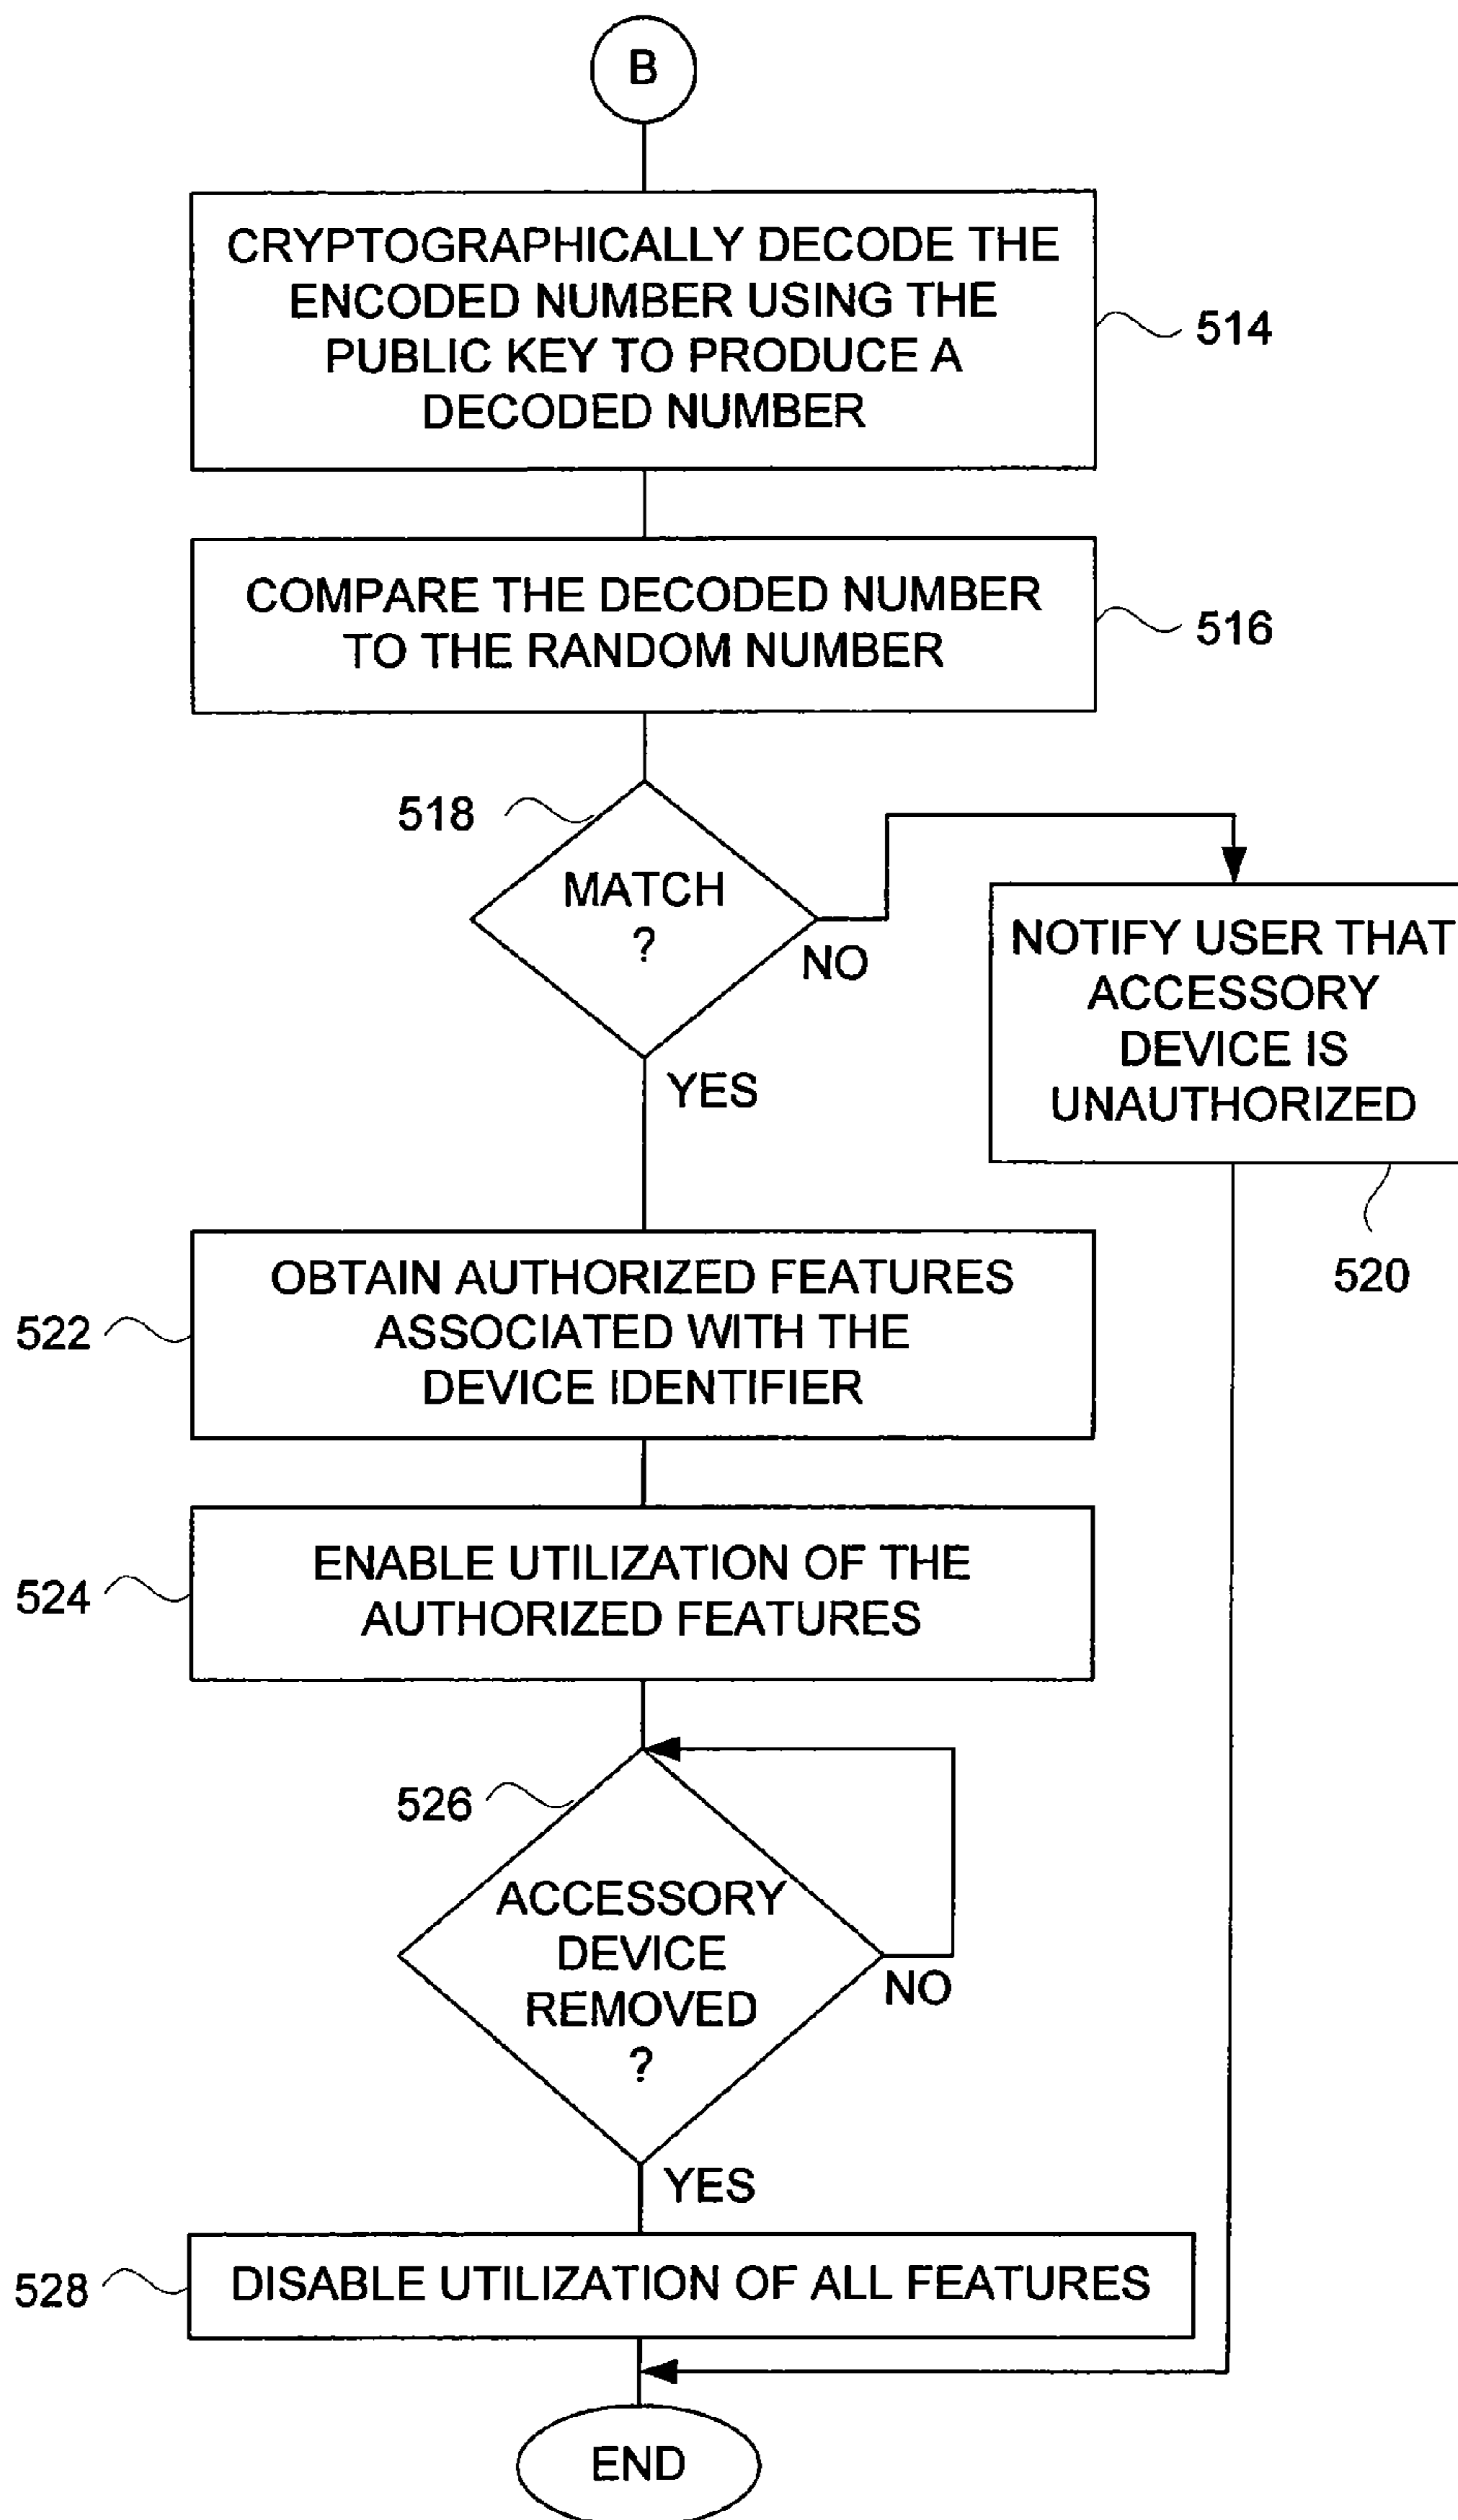 B
CRYPTOGRAPHICALLY DECODE THE
ENCODED NUMBER USING THE
PUBLIC KEY TO PRODUCE A
DECODED NUMBER
514
COMPARE THE DECODED NUMBER
TO THE RANDOM NUMBER
516
518
MATCH
?
NO
YES
NOTIFY USER THAT
ACCESSORY
DEVICE IS
UNAUTHORIZED
520
OBTAIN AUTHORIZED FEATURES
ASSOCIATED WITH THE
DEVICE IDENTIFIER
522
ENABLE UTILIZATION OF THE
AUTHORIZED FEATURES
524
526
ACCESSORY
DEVICE
REMOVED
?
NO
YES
DISABLE UTILIZATION OF ALL FEATURES
528
END